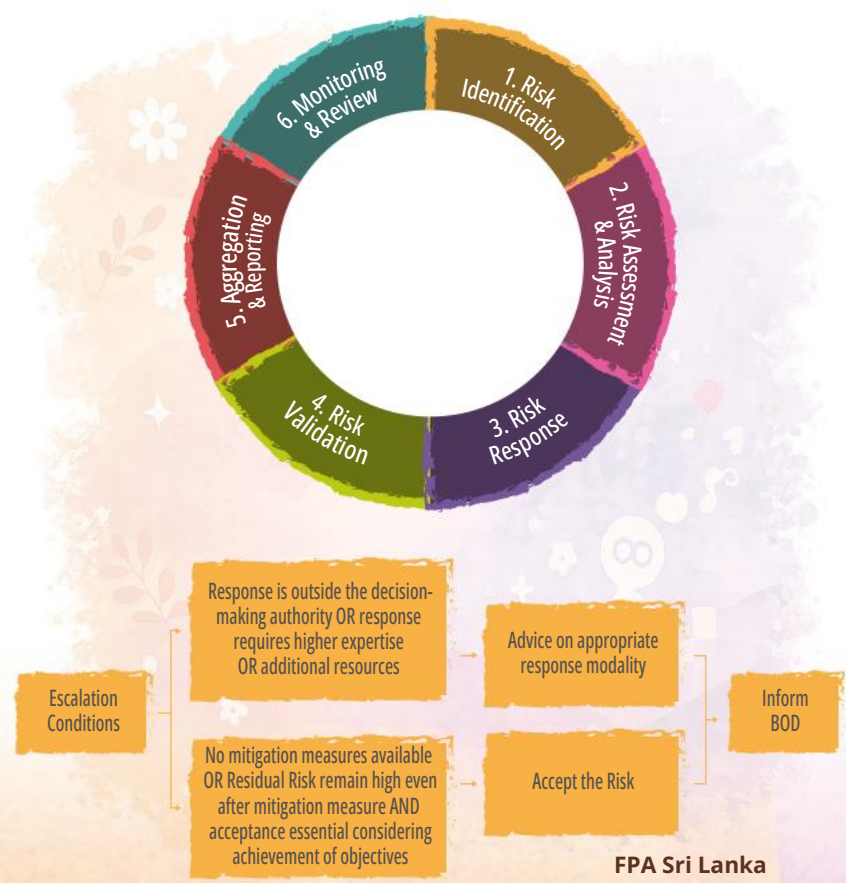 1. Risk
Identification
2. Risk Assessment
& Analysis
3. Risk
Response
4. Risk
Validation
5. Aggregation
& Reporting
6. Monitoring
& Review
Escalation
Conditions
Response is outside the decision-
making authority OR response
requires higher expertise
OR additional resources
Advice on appropriate
response modality
No mitigation measures available
OR Residual Risk remain high even
after mitigation measure AND
acceptance essential considering
achievement of objectives
Accept the Risk
Inform
BOD
FPA Sri Lanka